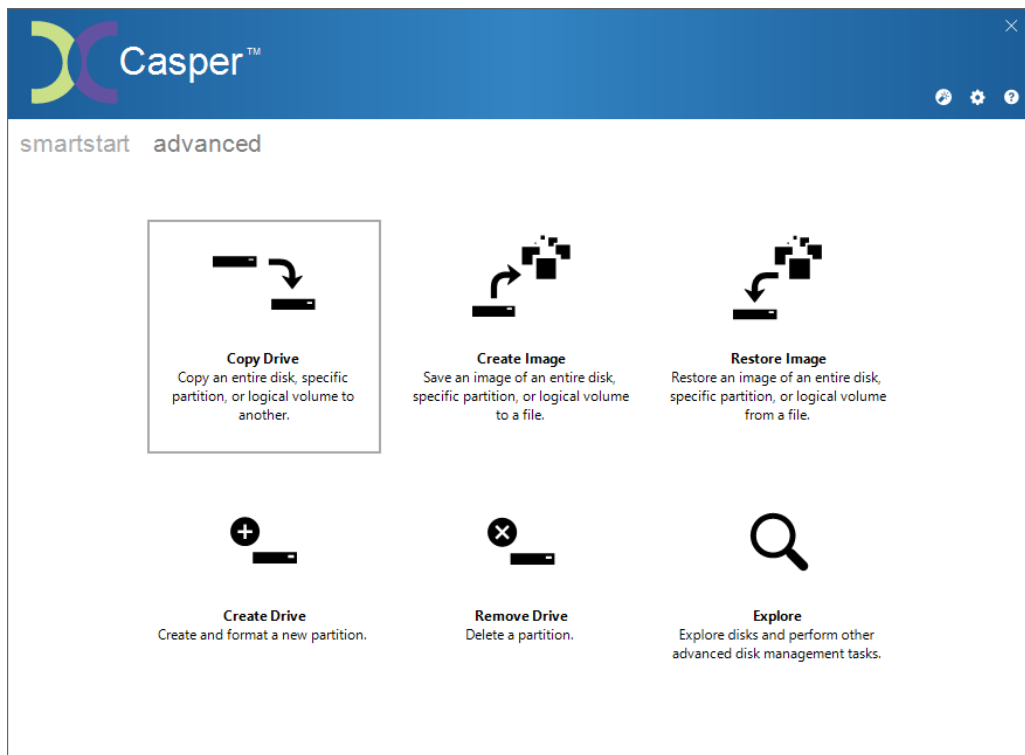 Casper™
smartstart advanced
Copy Drive
Copy an entire disk, specific
partition, or logical volume to
another.
Create Image
Save an image of an entire disk,
specific partition, or logical volume
to a file.
Restore Image
Restore an image of an entire disk,
specific partition, or logical volume
from a file.
Create Drive
Create and format a new partition.
Remove Drive
Delete a partition.
Explore
Explore disks and perform other
advanced disk management tasks.